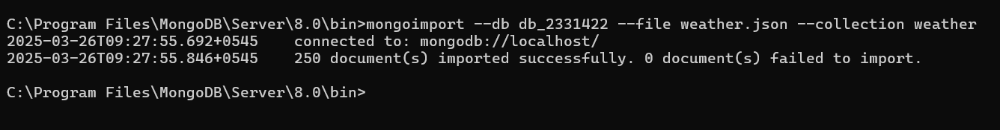 C:\Program Files\MongoDB\Server\8.0\bin>mongoimport --db db_2331422 --file weather.json --collection weather
2025-03-26T09:27:55.692+0545    connected to: mongodb://localhost/
2025-03-26T09:27:55.846+0545    250 document(s) imported successfully. 0 document(s) failed to import.
C:\Program Files\MongoDB\Server\8.0\bin>